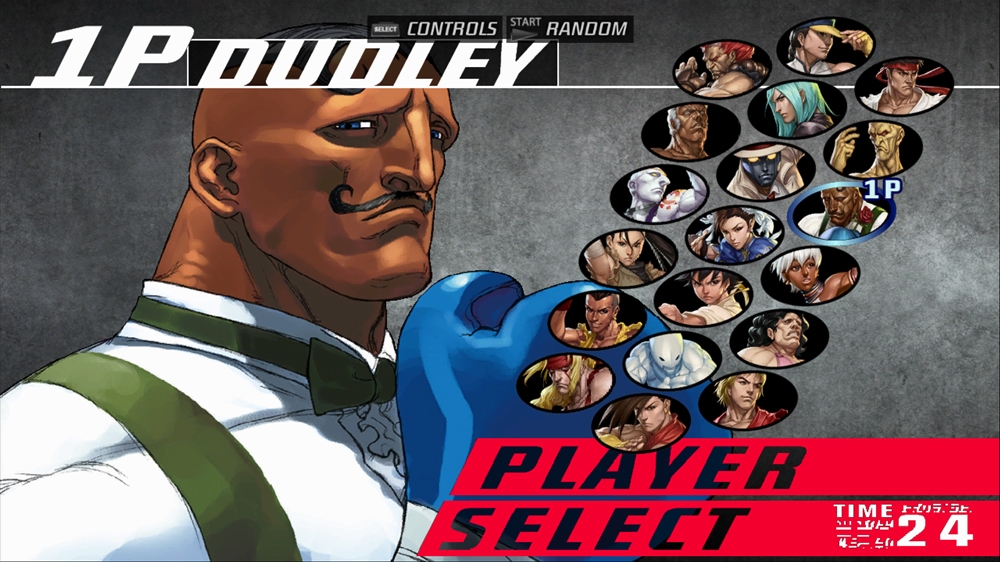 SELECT CONTROLS START RANDOM
1P DUDLEY
1P
PLAYER
SELECT
TIME
24